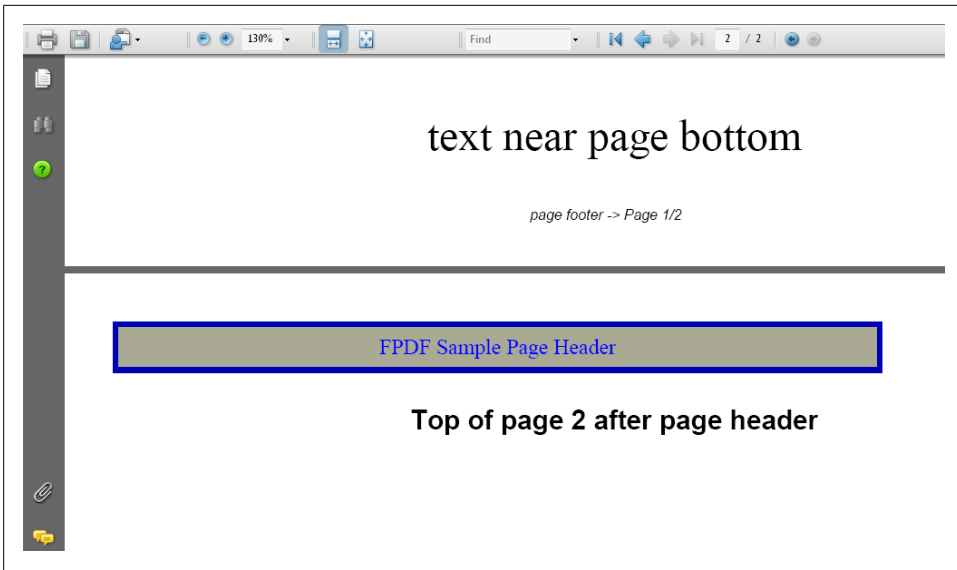 130% Find 2 / 2
text near page bottom
page footer -> Page 1/2
FPDF Sample Page Header
Top of page 2 after page header